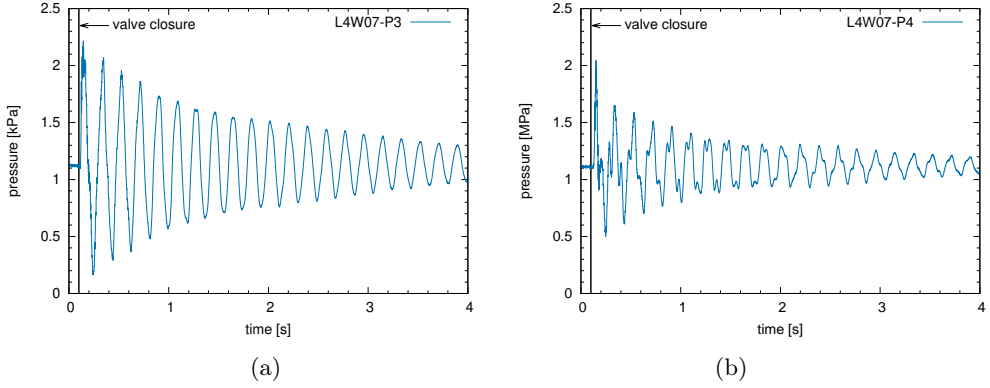 valve closure
L4W07-P3
2.5
2
1.5
1
0.5
0
pressure [kPa]
0
1
2
3
4
time [s]
(a)
valve closure
L4W07-P4
2.5
2
1.5
1
0.5
0
pressure [MPa]
0
1
2
3
4
time [s]
(b)